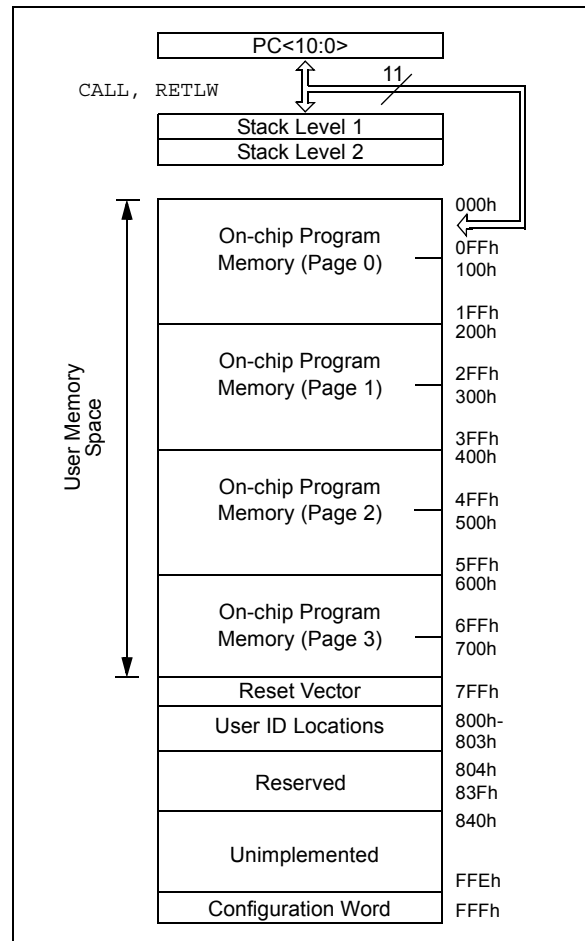 PC<10:0>
CALL, RETLW
11
Stack Level 1
Stack Level 2
User Memory
Space
000h
On-chip Program
Memory (Page 0)
0FFh
100h
1FFh
200h
On-chip Program
Memory (Page 1)
2FFh
300h
3FFh
400h
On-chip Program
Memory (Page 2)
4FFh
500h
5FFh
600h
On-chip Program
Memory (Page 3)
6FFh
700h
Reset Vector
7FFh
User ID Locations
800h-
803h
Reserved
804h
83Fh
840h
Unimplemented
FFEh
Configuration Word
FFFh